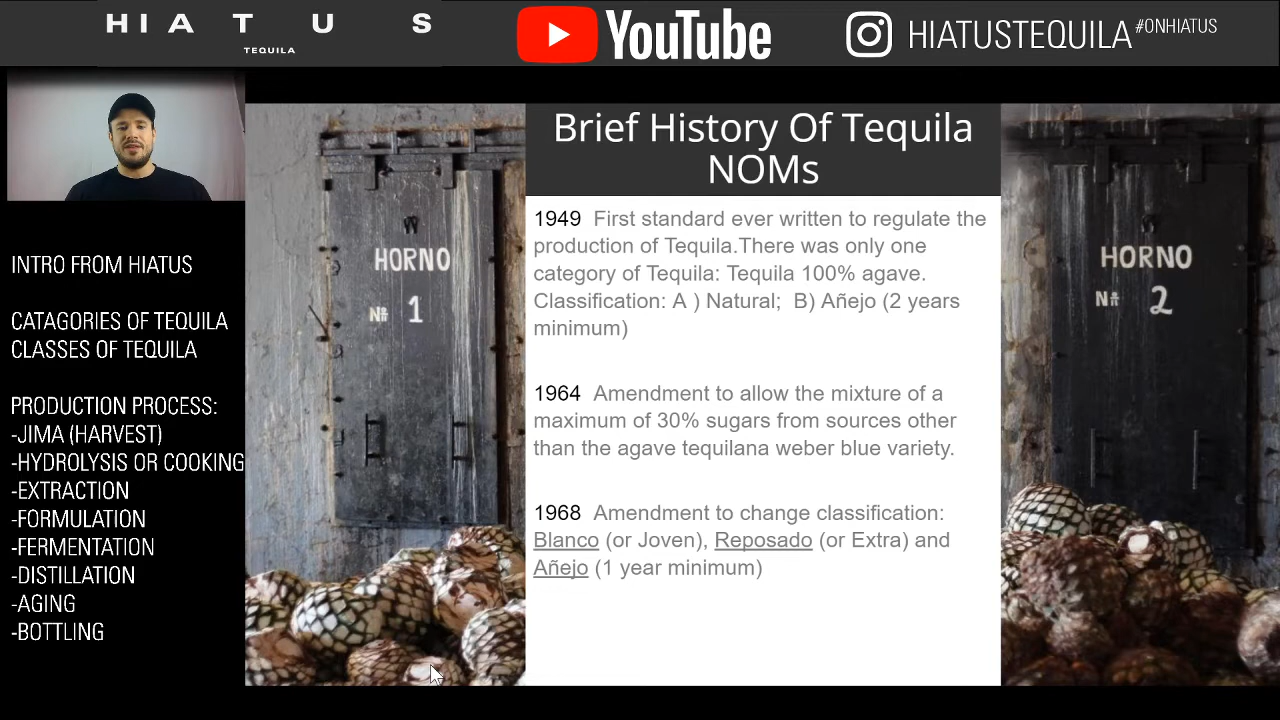 HIATUS
TEQUILA
YouTube
HIATUSTEQUILA #ONHIATUS
INTRO FROM HIATUS
CATAGORIES OF TEQUILA
CLASSES OF TEQUILA
PRODUCTION PROCESS:
-JIMA (HARVEST)
-HYDROLYSIS OR COOKING
-EXTRACTION
-FORMULATION
-FERMENTATION
-DISTILLATION
-AGING
-BOTTLING
HORNO
Nº 1
Brief History Of Tequila
NOMs
1949 First standard ever written to regulate the
production of Tequila.There was only one
category of Tequila: Tequila 100% agave.
Classification: A ) Natural; B) Añejo (2 years
minimum)
1964 Amendment to allow the mixture of a
maximum of 30% sugars from sources other
than the agave tequilana weber blue variety.
1968 Amendment to change classification:
Blanco (or Joven), Reposado (or Extra) and
Añejo (1 year minimum)
HORNO
Nº 2